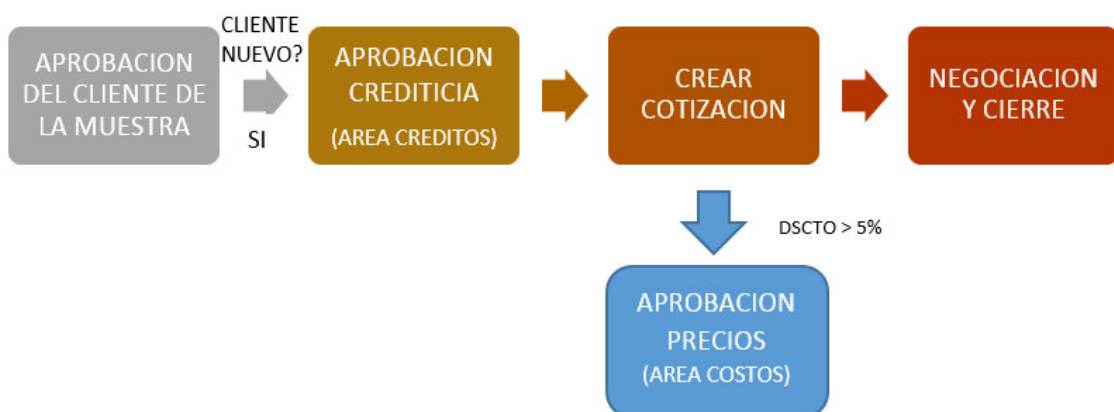 APROBACION
DEL CLIENTE DE
LA MUESTRA
CLIENTE
NUEVO?
SI
APROBACION
CREDITICIA
(AREA CREDITOS)
CREAR
COTIZACION
NEGOCIACION
Y CIERRE
DSCTO > 5%
APROBACION
PRECIOS
(AREA COSTOS)